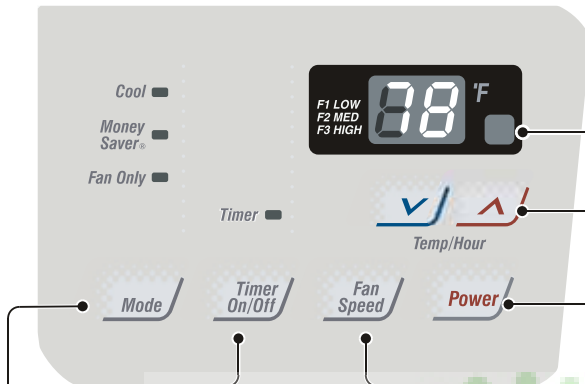 Cool
Money
Saver®
Fan Only
Timer
F1 LOW
F2 MED
F3 HIGH
78
°F
Temp/Hour
Mode
Timer
On/Off
Fan
Speed
Power